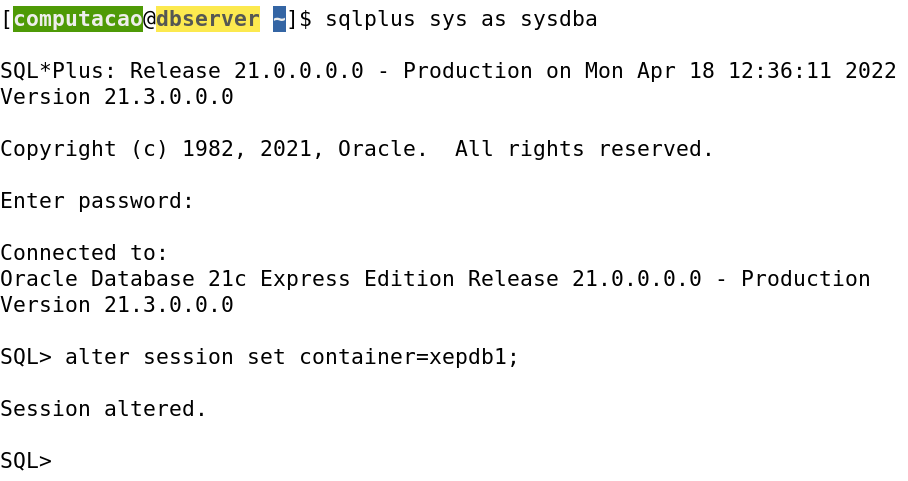 [computacao@dbserver ~]$ sqlplus sys as sysdba
SQL*Plus: Release 21.0.0.0.0 - Production on Mon Apr 18 12:36:11 2022
Version 21.3.0.0.0
Copyright (c) 1982, 2021, Oracle.  All rights reserved.
Enter password:
Connected to:
Oracle Database 21c Express Edition Release 21.0.0.0.0 - Production
Version 21.3.0.0.0
SQL> alter session set container=xepdb1;
Session altered.
SQL>